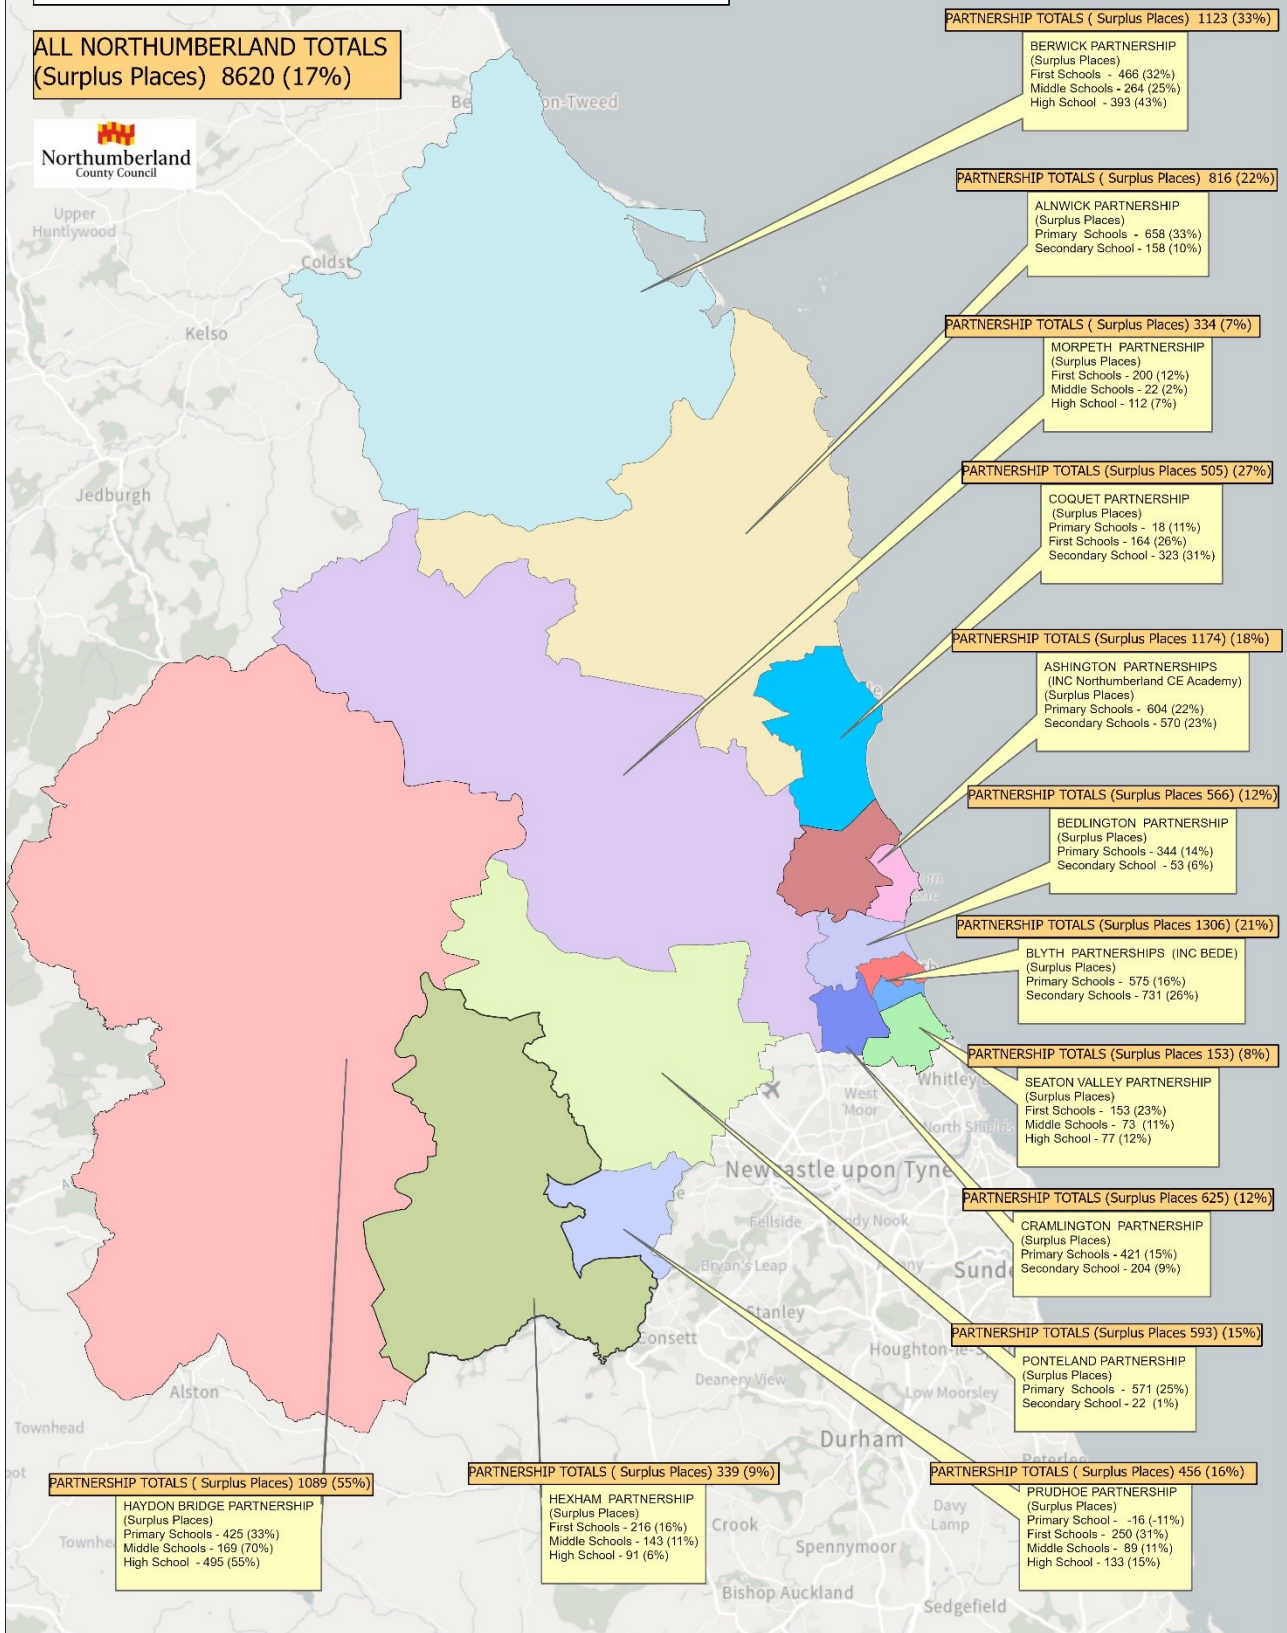 ALL NORTHUMBERLAND TOTALS
(Surplus Places) 8620 (17%)
Northumberland
County Council
PARTNERSHIP TOTALS ( Surplus Places) 1123 (33%)
BERWICK PARTNERSHIP
(Surplus Places)
First Schools - 466 (32%)
Middle Schools - 264 (25%)
High School - 393 (43%)
PARTNERSHIP TOTALS ( Surplus Places) 816 (22%)
ALNWICK PARTNERSHIP
(Surplus Places)
Primary Schools - 658 (33%)
Secondary School - 158 (10%)
PARTNERSHIP TOTALS ( Surplus Places) 334 (7%)
MORPETH PARTNERSHIP
(Surplus Places)
First Schools - 200 (12%)
Middle Schools - 22 (2%)
High School - 112 (7%)
PARTNERSHIP TOTALS (Surplus Places 505) (27%)
COQUET PARTNERSHIP
(Surplus Places)
Primary Schools - 18 (11%)
First Schools - 164 (26%)
Secondary School - 323 (31%)
PARTNERSHIP TOTALS (Surplus Places 1174) (18%)
ASHINGTON PARTNERSHIPS
(INC Northumberland CE Academy)
(Surplus Places)
Primary Schools - 604 (22%)
Secondary Schools - 570 (23%)
PARTNERSHIP TOTALS (Surplus Places 566) (12%)
BEDLINGTON PARTNERSHIP
(Surplus Places)
Primary Schools - 344 (14%)
Secondary School - 53 (6%)
PARTNERSHIP TOTALS (Surplus Places 1306) (21%)
BLYTH PARTNERSHIPS (INC BEDE)
(Surplus Places)
Primary Schools - 575 (16%)
Secondary Schools - 731 (26%)
PARTNERSHIP TOTALS (Surplus Places 153) (8%)
SEATON VALLEY PARTNERSHIP
(Surplus Places)
First Schools - 153 (23%)
Middle Schools - 73 (11%)
High School - 77 (12%)
PARTNERSHIP TOTALS (Surplus Places 625) (12%)
CRAMLINGTON PARTNERSHIP
(Surplus Places)
Primary Schools - 421 (15%)
Secondary School - 204 (9%)
PARTNERSHIP TOTALS (Surplus Places 593) (15%)
PONTELAND PARTNERSHIP
(Surplus Places)
Primary Schools - 571 (25%)
Secondary School - 22 (1%)
PARTNERSHIP TOTALS ( Surplus Places) 456 (16%)
PRUDHOE PARTNERSHIP
(Surplus Places)
Primary School - -16 (-11%)
First Schools - 250 (31%)
Middle Schools - 89 (11%)
High School - 133 (15%)
PARTNERSHIP TOTALS ( Surplus Places) 339 (9%)
HEXHAM PARTNERSHIP
(Surplus Places)
First Schools - 216 (16%)
Middle Schools - 143 (11%)
High School - 91 (6%)
PARTNERSHIP TOTALS ( Surplus Places) 1089 (55%)
HAYDON BRIDGE PARTNERSHIP
(Surplus Places)
Primary Schools - 425 (33%)
Middle Schools - 169 (70%)
High School - 495 (55%)
on-Tweed
Upper
Huntlywood
Coldst
Kelso
Jedburgh
Whitley
West
Moor
North Shields
Newcastle upon Tyne
Fellside
Bryan's Leap
Stanley
Consett
Deanery View
Low Moorsley
Durham
Peterlee
Alston
Townhead
Crook
Davy
Lamp
Spennymoor
Bishop Auckland
Sedgefield